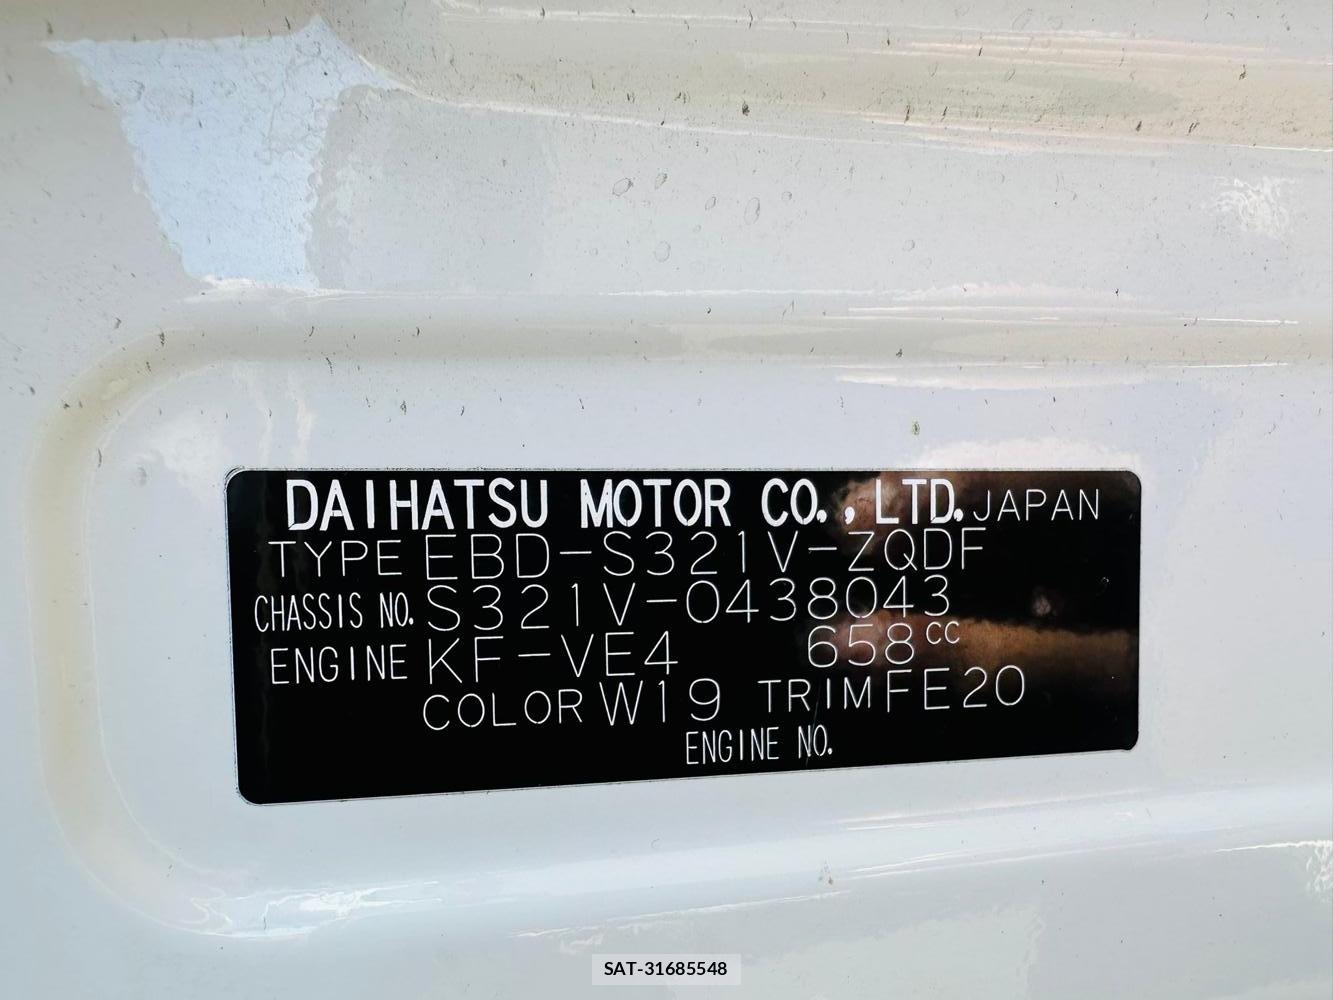 DAIHATSU MOTOR CO., LTD. JAPAN
TYPE EBD-S321V-ZQDF
CHASSIS NO. S321V-0438043
ENGINE KF-VE4 658cc
COLOR W19 TRIM FE20
ENGINE NO.
SAT-31685548